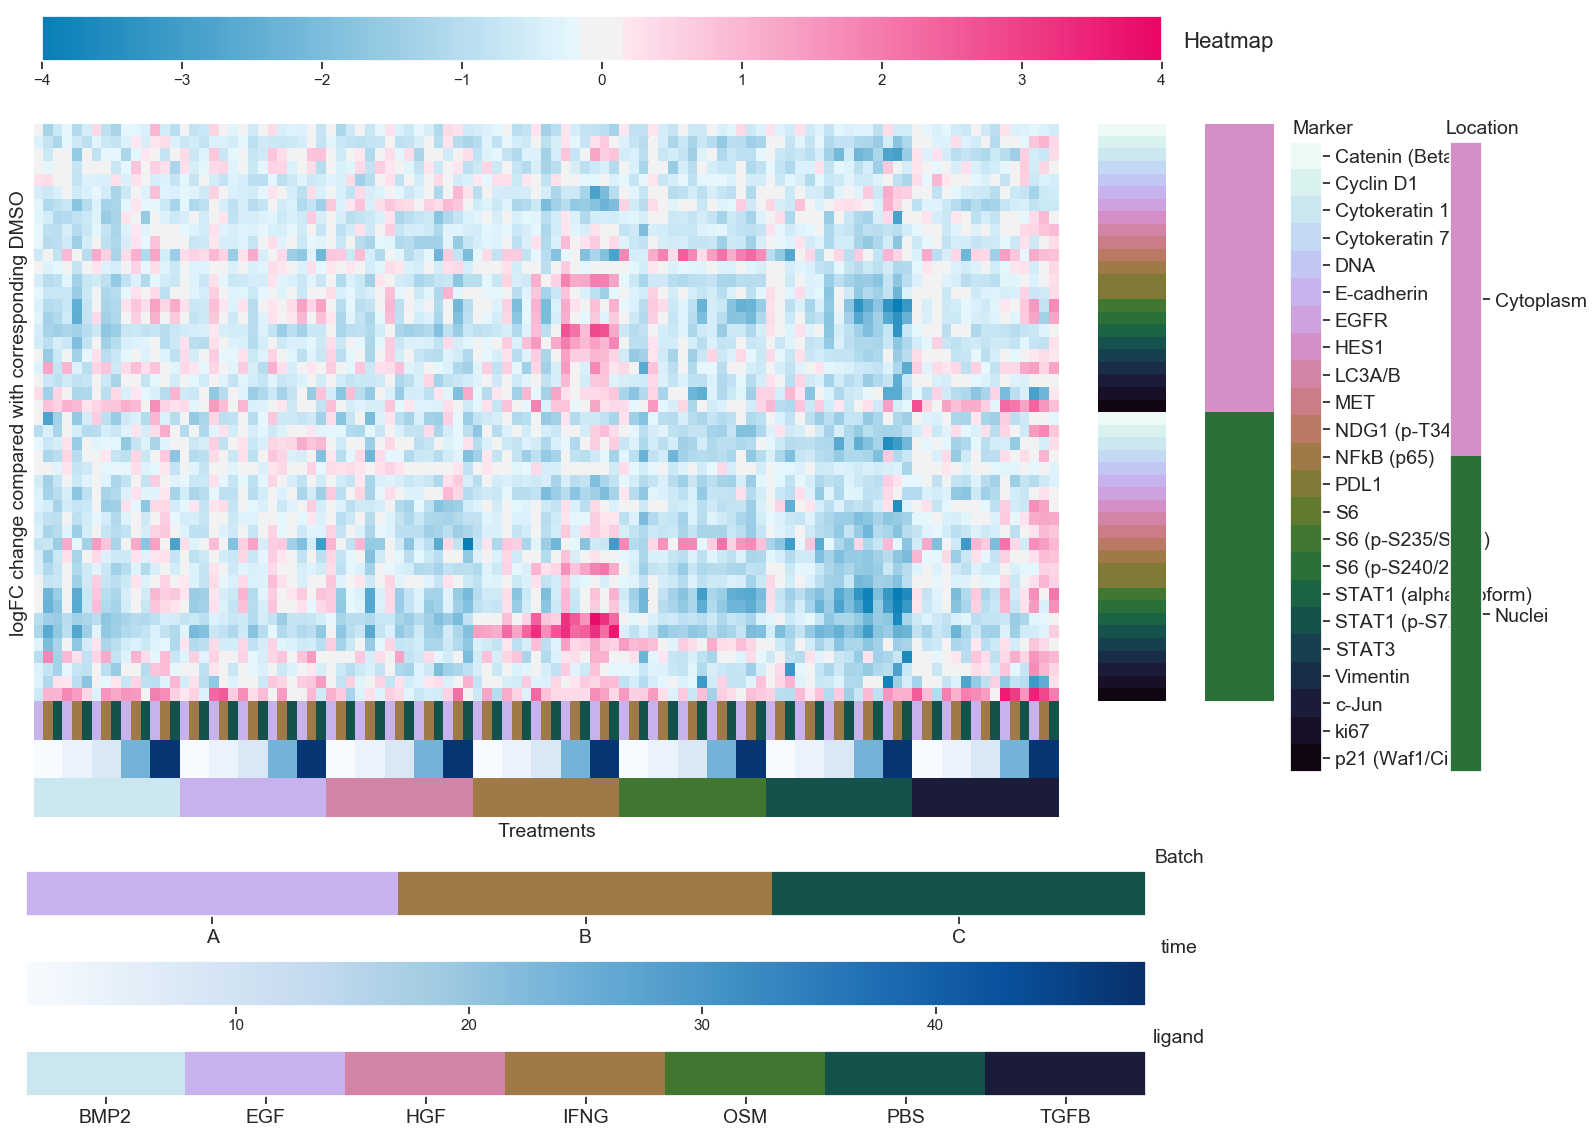 Heatmap
−4 −3 −2 −1 0 1 2 3 4
logFC change compared with corresponding DMSO
Treatments
Marker
Catenin (Beta
Cyclin D1
Cytokeratin 1
Cytokeratin 7
DNA
E-cadherin
EGFR
HES1
LC3A/B
MET
NDG1 (p-T34
NFkB (p65)
PDL1
S6
S6 (p-S235/S )
S6 (p-S240/2
STAT1 (alpha oform)
STAT1 (p-S7
STAT3
Vimentin
c-Jun
ki67
p21 (Waf1/Ci
Location
Cytoplasm
Nuclei
Batch
A B C
time
10 20 30 40
ligand
BMP2 EGF HGF IFNG OSM PBS TGFB